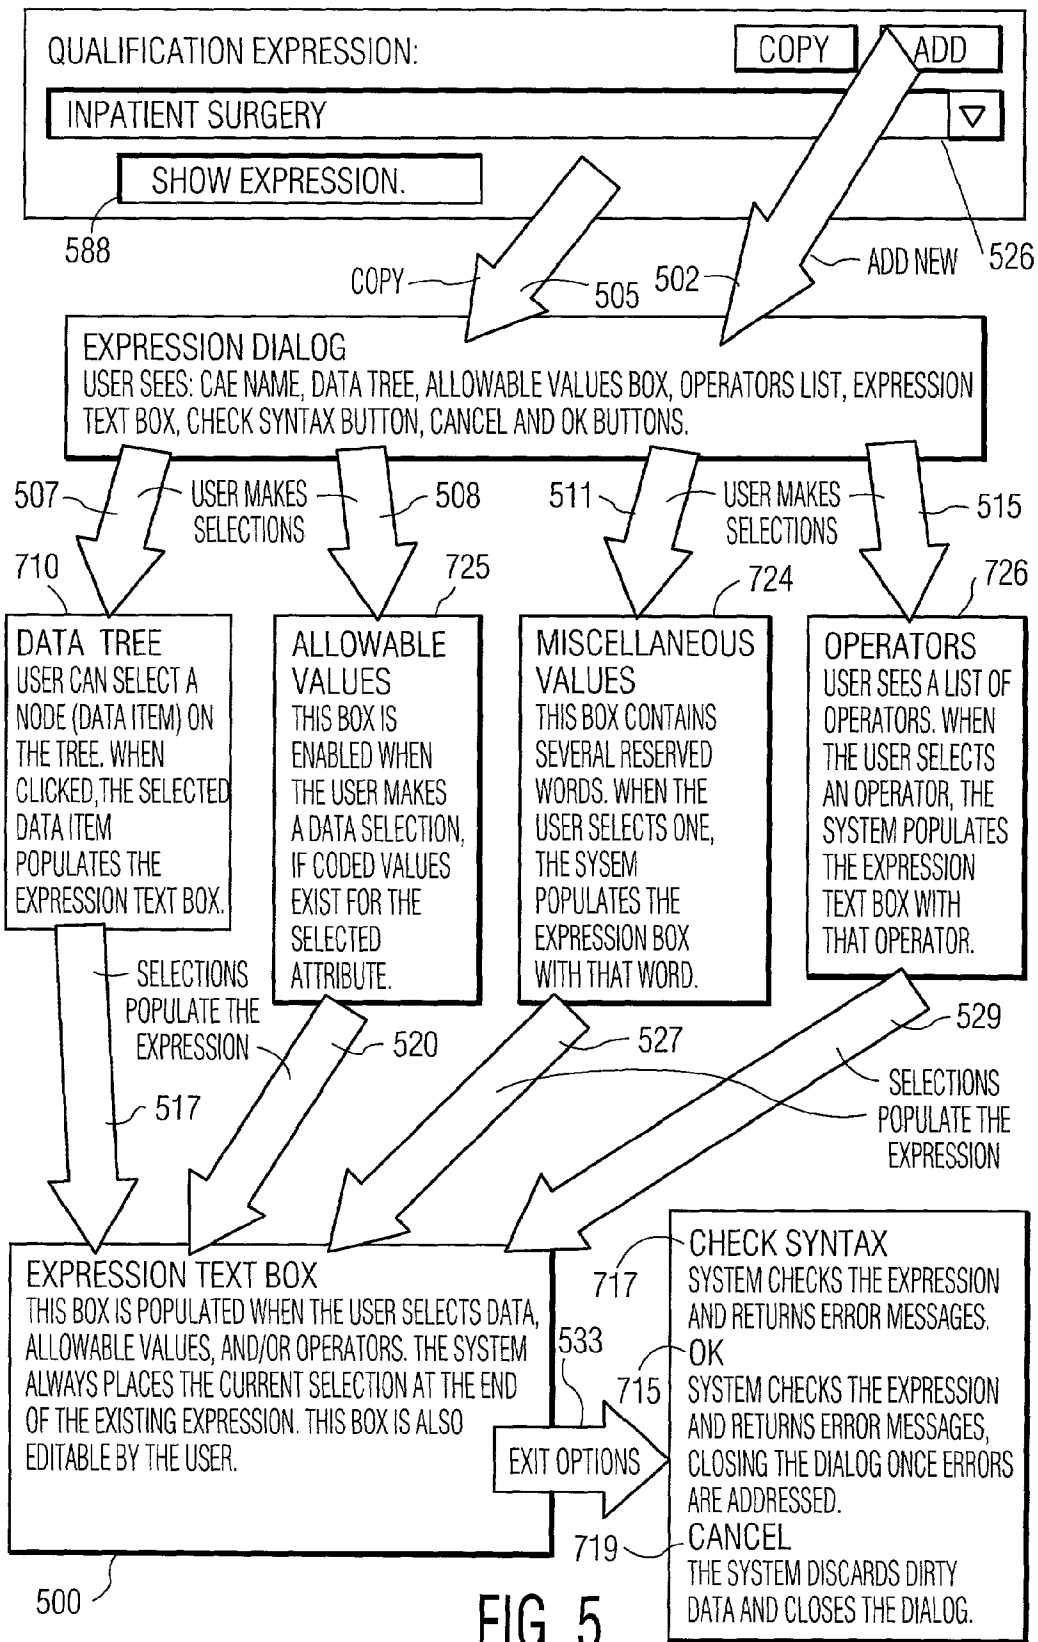 QUALIFICATION EXPRESSION:
COPY
ADD
INPATIENT SURGERY
SHOW EXPRESSION.
588
526
COPY
505
502
ADD NEW
EXPRESSION DIALOG
USER SEES: CAE NAME, DATA TREE, ALLOWABLE VALUES BOX, OPERATORS LIST, EXPRESSION
TEXT BOX, CHECK SYNTAX BUTTON, CANCEL AND OK BUTTONS.
507
USER MAKES
SELECTIONS
508
511
USER MAKES
SELECTIONS
515
710
725
724
726
DATA TREE
USER CAN SELECT A
NODE (DATA ITEM) ON
THE TREE. WHEN
CLICKED, THE SELECTED
DATA ITEM
POPULATES THE
EXPRESSION TEXT BOX.
ALLOWABLE
VALUES
THIS BOX IS
ENABLED WHEN
THE USER MAKES
A DATA SELECTION,
IF CODED VALUES
EXIST FOR THE
SELECTED
ATTRIBUTE.
MISCELLANEOUS
VALUES
THIS BOX CONTAINS
SEVERAL RESERVED
WORDS. WHEN THE
USER SELECTS ONE,
THE SYSEM
POPULATES THE
EXPRESSION BOX
WITH THAT WORD.
OPERATORS
USER SEES A LIST OF
OPERATORS. WHEN
THE USER SELECTS
AN OPERATOR, THE
SYSTEM POPULATES
THE EXPRESSION
TEXT BOX WITH
THAT OPERATOR.
SELECTIONS
POPULATE THE
EXPRESSION
517
520
527
529
SELECTIONS
POPULATE THE
EXPRESSION
EXPRESSION TEXT BOX
THIS BOX IS POPULATED WHEN THE USER SELECTS DATA,
ALLOWABLE VALUES, AND/OR OPERATORS. THE SYSTEM
ALWAYS PLACES THE CURRENT SELECTION AT THE END
OF THE EXISTING EXPRESSION. THIS BOX IS ALSO
EDITABLE BY THE USER.
500
533
EXIT OPTIONS
717
CHECK SYNTAX
SYSTEM CHECKS THE EXPRESSION
AND RETURNS ERROR MESSAGES.
715
OK
SYSTEM CHECKS THE EXPRESSION
AND RETURNS ERROR MESSAGES,
CLOSING THE DIALOG ONCE ERRORS
ARE ADDRESSED.
719
CANCEL
THE SYSTEM DISCARDS DIRTY
DATA AND CLOSES THE DIALOG.
FIG. 5